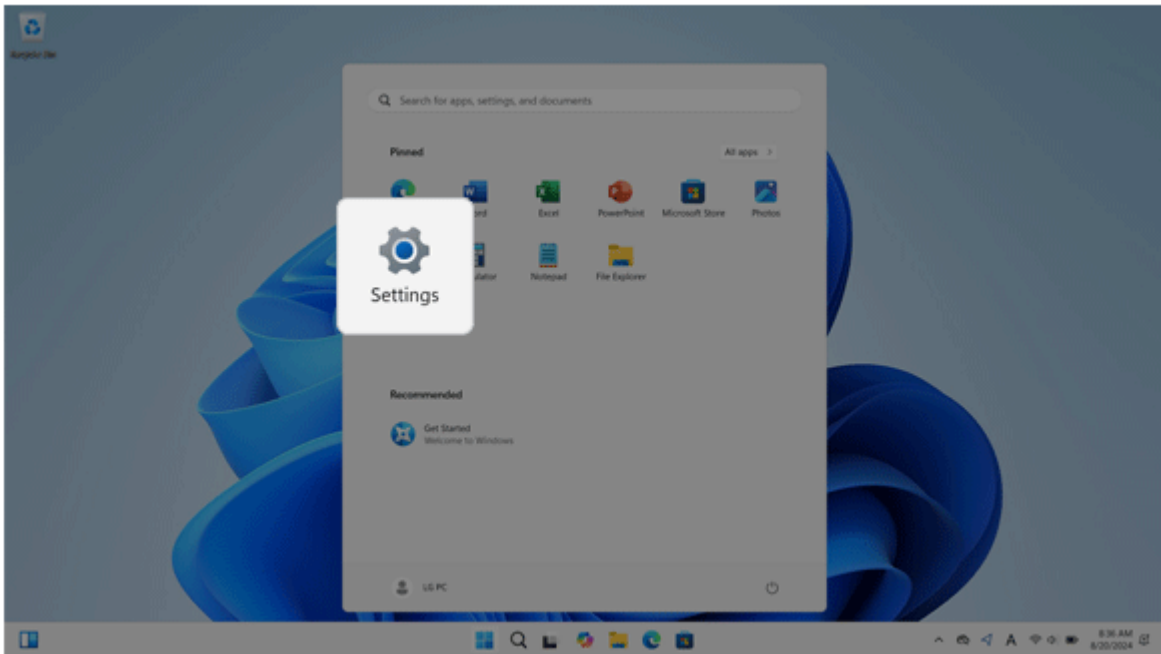 Search for apps, settings, and documents
Pinned
All apps >
Excel
PowerPoint
Microsoft Store
Photos
Settings
Notepad
File Explorer
Recommended
Get Started
Welcome to Windows
LG PC
A
8:36 AM
8/20/2024